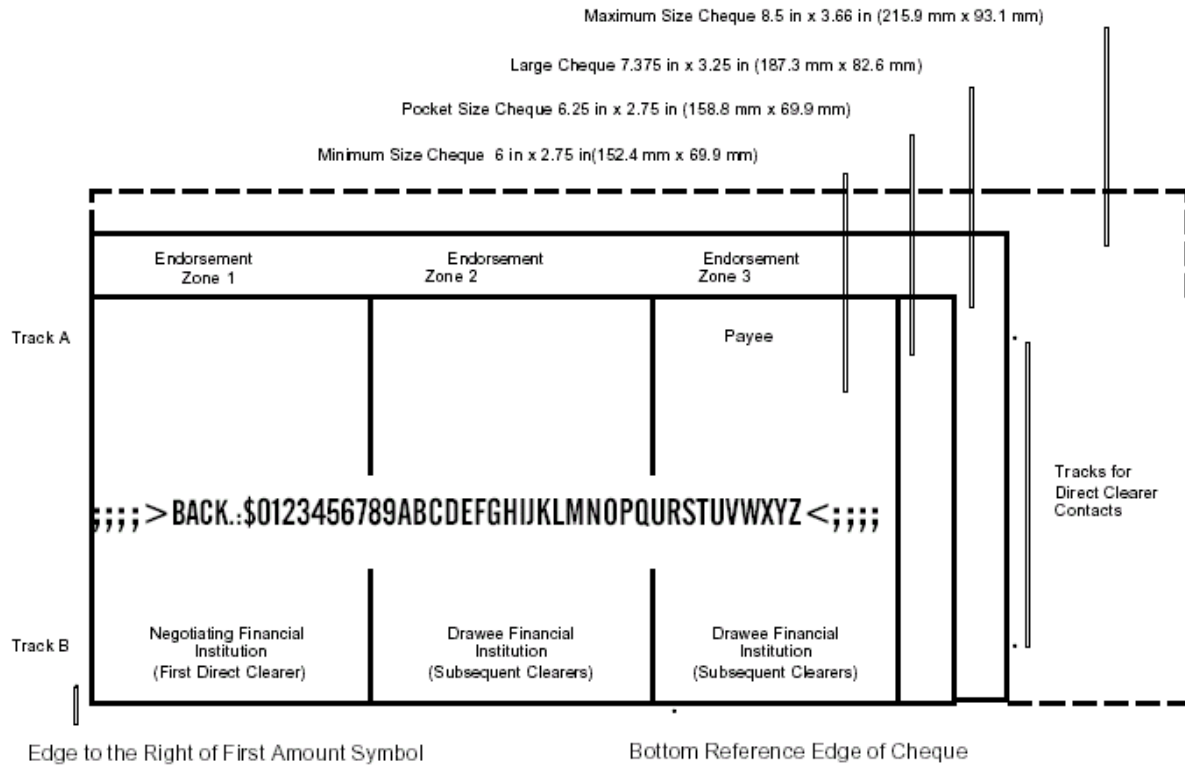 Maximum Size Cheque 8.5 in x 3.66 in (215.9 mm x 93.1 mm)
Large Cheque 7.375 in x 3.25 in (187.3 mm x 82.6 mm)
Pocket Size Cheque 6.25 in x 2.75 in (158.8 mm x 69.9 mm)
Minimum Size Cheque 6 in x 2.75 in(152.4 mm x 69.9 mm)
Endorsement
Zone 1
Endorsement
Zone 2
Endorsement
Zone 3
Track A
Payee
Tracks for
Direct Clearer
Contacts
;;;;>BACK.:$0123456789ABCDEFGHIJKLMNOPQURSTUVWXYZ<;;;;
Track B
Negotiating Financial
Institution
(First Direct Clearer)
Drawee Financial
Institution
(Subsequent Clearers)
Drawee Financial
Institution
(Subsequent Clearers)
Edge to the Right of First Amount Symbol
Bottom Reference Edge of Cheque